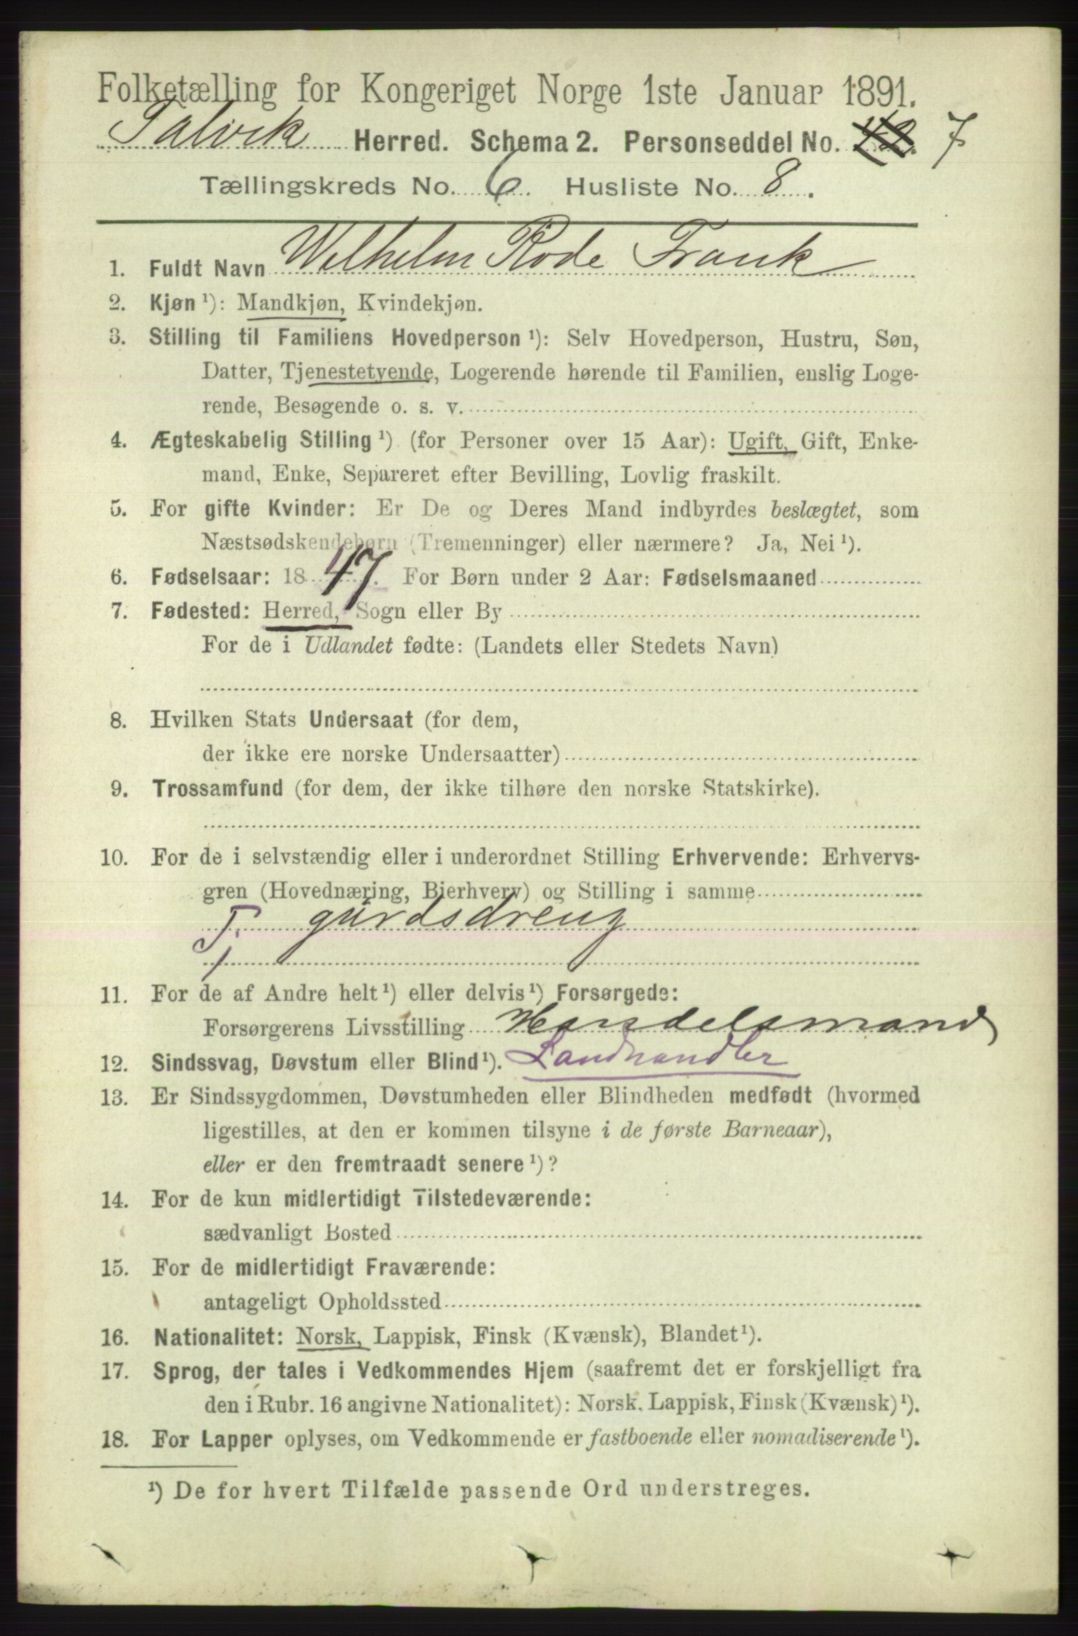 Folketælling for Kongeriget Norge 1ste Januar 1891.
Talvik Herred. Schema 2. Personseddel No. 7
Tællingskreds No. 6 Husliste No. 8.
1. Fuldt Navn Wilhelm Rode Frank
2. Kjøn ¹): Mandkjøn, Kvindekjøn.
3. Stilling til Familiens Hovedperson ¹): Selv Hovedperson, Hustru, Søn,
Datter, Tjenestetyende, Logerende hørende til Familien, enslig Loge-
rende, Besøgende o. s. v.
4. Ægteskabelig Stilling ¹) (for Personer over 15 Aar): Ugift, Gift, Enke-
mand, Enke, Separeret efter Bevilling, Lovlig fraskilt.
5. For gifte Kvinder: Er De og Deres Mand indbyrdes beslægtet, som
Næstsødskendebørn (Tremenninger) eller nærmere? Ja, Nei ¹).
6. Fødselsaar: 1847. For Børn under 2 Aar: Fødselsmaaned
7. Fødested: Herred, Sogn eller By
For de i Udlandet fødte: (Landets eller Stedets Navn)
8. Hvilken Stats Undersaat (for dem,
der ikke ere norske Undersaatter)
9. Trossamfund (for dem, der ikke tilhøre den norske Statskirke).
10. For de i selvstændig eller i underordnet Stilling Erhvervende: Erhvervs-
gren (Hovednæring, Bierhverv) og Stilling i samme
T, gårdsdreng
11. For de af Andre helt ¹) eller delvis ¹) Forsørgede:
Forsørgerens Livsstilling Handelsmand
12. Sindssvag, Døvstum eller Blind ¹). Landhandler
13. Er Sindssygdommen, Døvstumheden eller Blindheden medfødt (hvormed
ligestilles, at den er kommen tilsyne i de første Barneaar),
eller er den fremtraadt senere ¹)?
14. For de kun midlertidigt Tilstedeværende:
sædvanligt Bosted
15. For de midlertidigt Fraværende:
antageligt Opholdssted
16. Nationalitet: Norsk, Lappisk, Finsk (Kvænsk), Blandet ¹).
17. Sprog, der tales i Vedkommendes Hjem (saafremt det er forskjelligt fra
den i Rubr. 16 angivne Nationalitet): Norsk, Lappisk, Finsk (Kvænsk) ¹).
18. For Lapper oplyses, om Vedkommende er fastboende eller nomadiserende ¹).
¹) De for hvert Tilfælde passende Ord understreges.